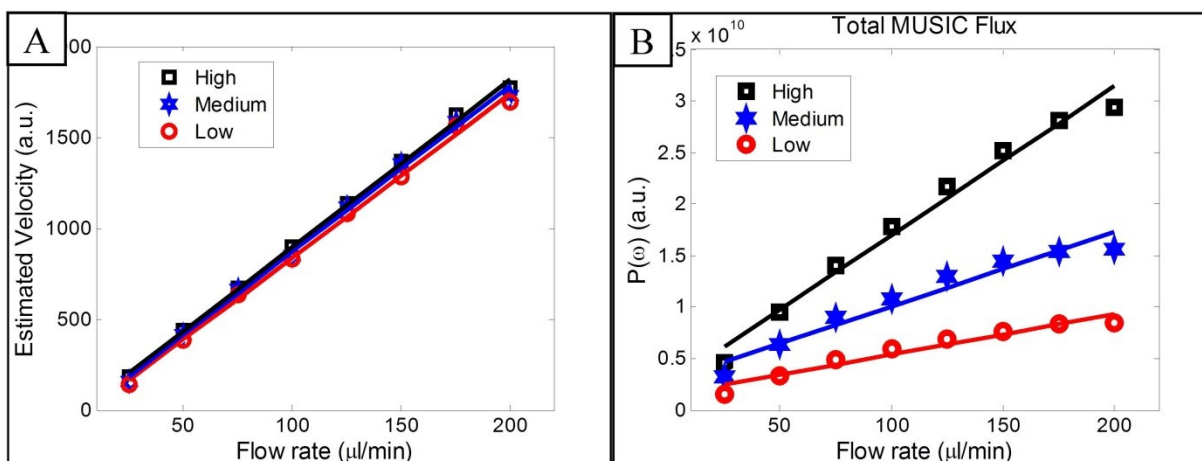 A
2000
1500
1000
500
0
Estimated Velocity (a.u.)
High
Medium
Low
50 100 150 200
Flow rate (μl/min)
B
x 10^10
Total MUSIC Flux
3.5
3
2.5
2
1.5
1
0.5
0
P(ω) (a.u.)
High
Medium
Low
50 100 150 200
Flow rate (μl/min)